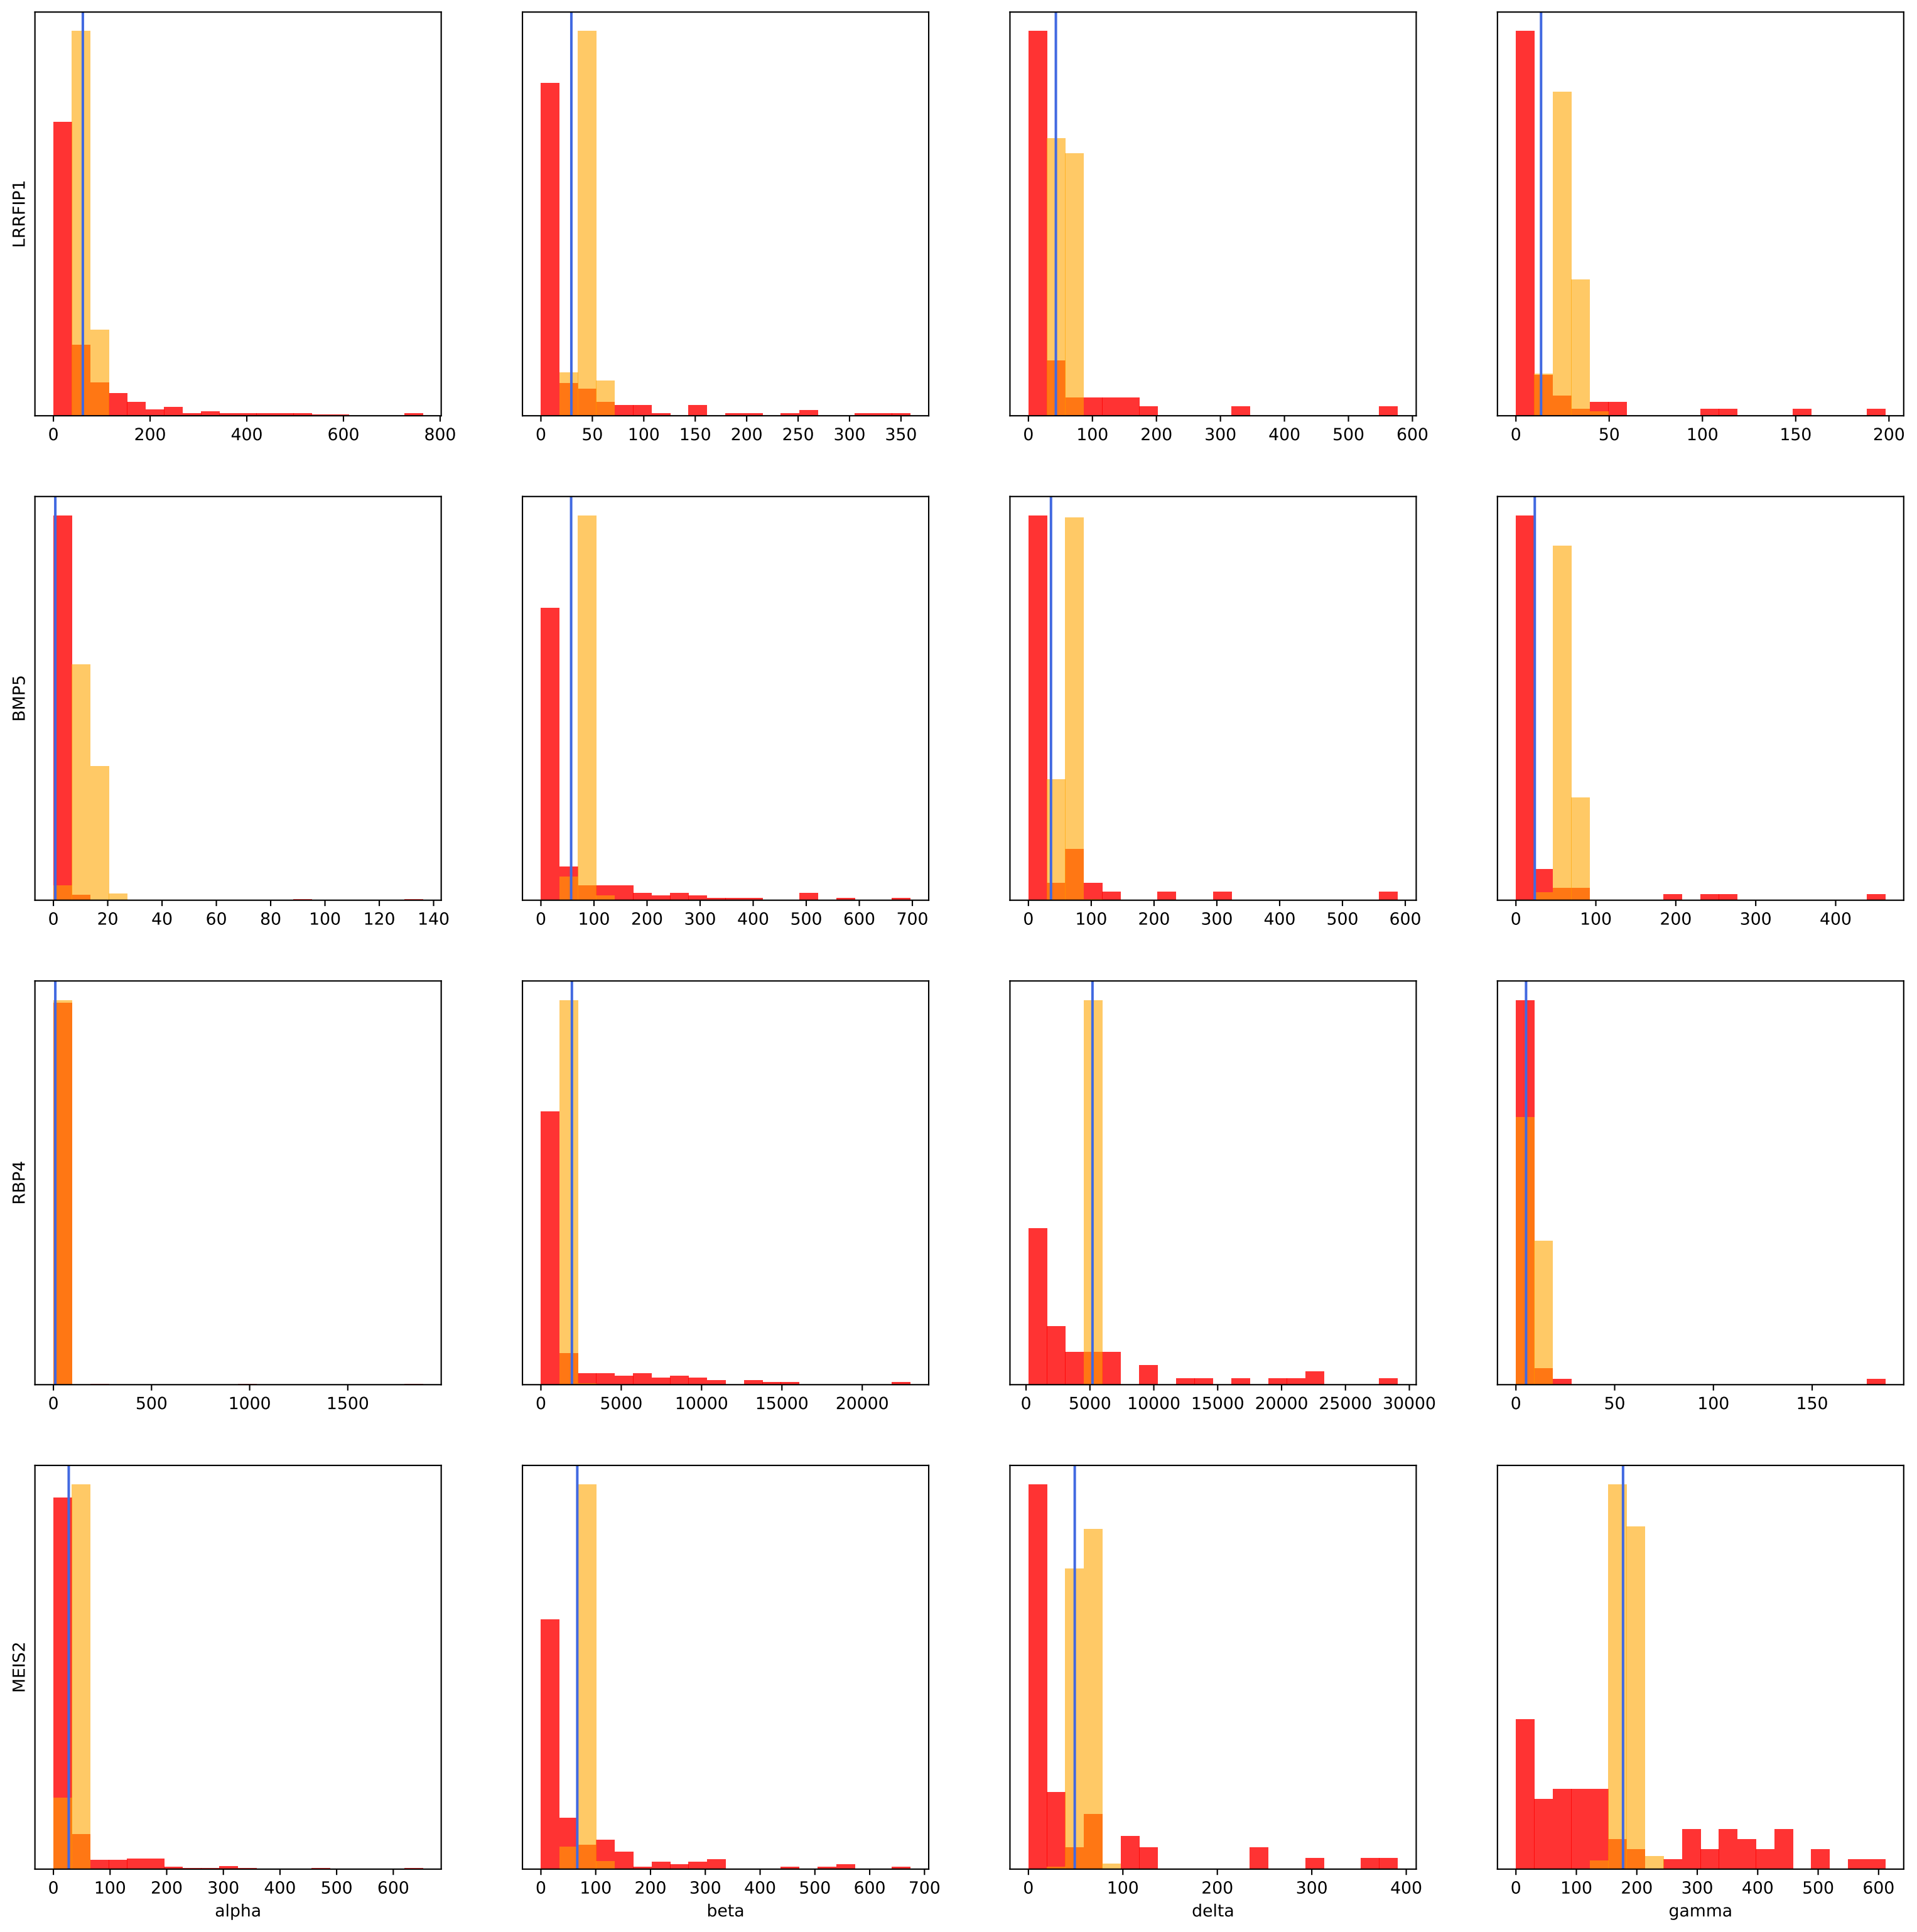 LRRFIP1
0 200 400 600 800
0 50 100 150 200 250 300 350
0 100 200 300 400 500 600
0 50 100 150 200
BMP5
0 20 40 60 80 100 120 140
0 100 200 300 400 500 600 700
0 100 200 300 400 500 600
0 100 200 300 400
RBP4
0 500 1000 1500
0 5000 10000 15000 20000
0 5000 10000 15000 20000 25000 30000
0 50 100 150
MEIS2
0 100 200 300 400 500 600
alpha
0 100 200 300 400 500 600 700
beta
0 100 200 300 400
delta
0 100 200 300 400 500 600
gamma